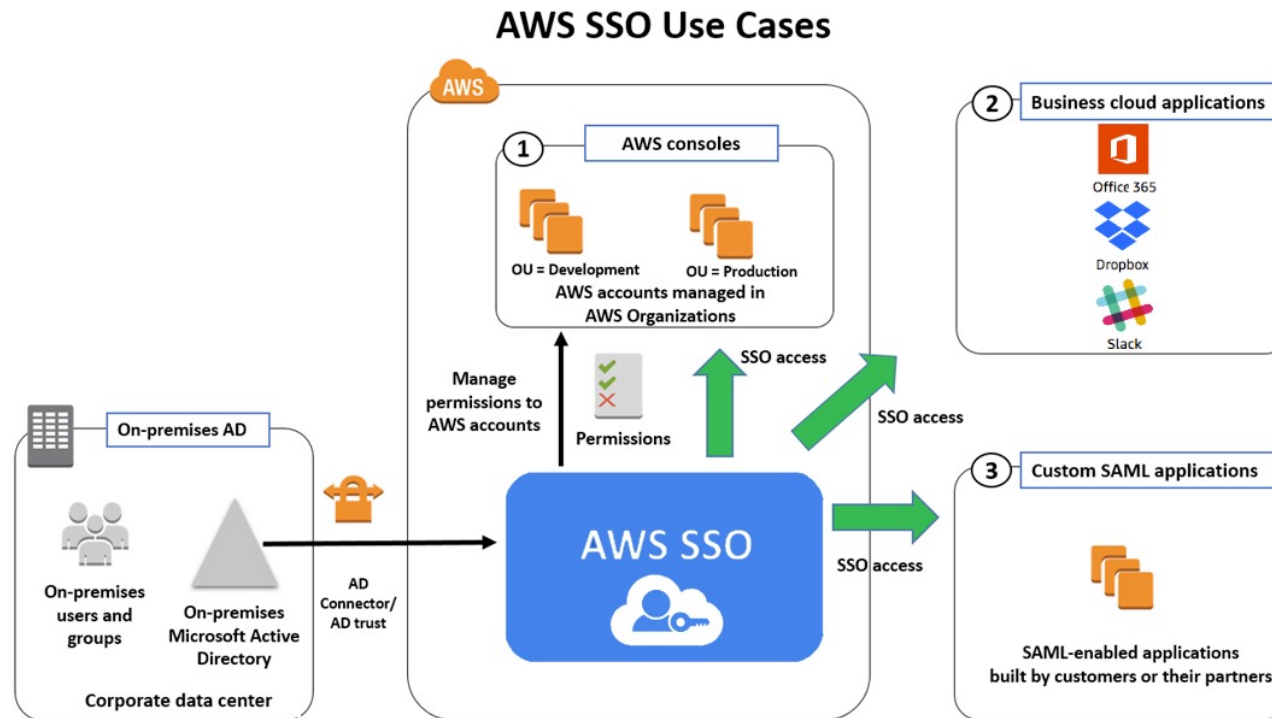 AWS SSO Use Cases
AWS
1
AWS consoles
OU = Development
OU = Production
AWS accounts managed in
AWS Organizations
2
Business cloud applications
Office 365
Dropbox
Slack
Manage
permissions to
AWS accounts
Permissions
SSO access
SSO access
On-premises AD
On-premises
users and
groups
On-premises
Microsoft Active
Directory
Corporate data center
AD
Connector/
AD trust
AWS SSO
SSO access
3
Custom SAML applications
SAML-enabled applications
built by customers or their partners